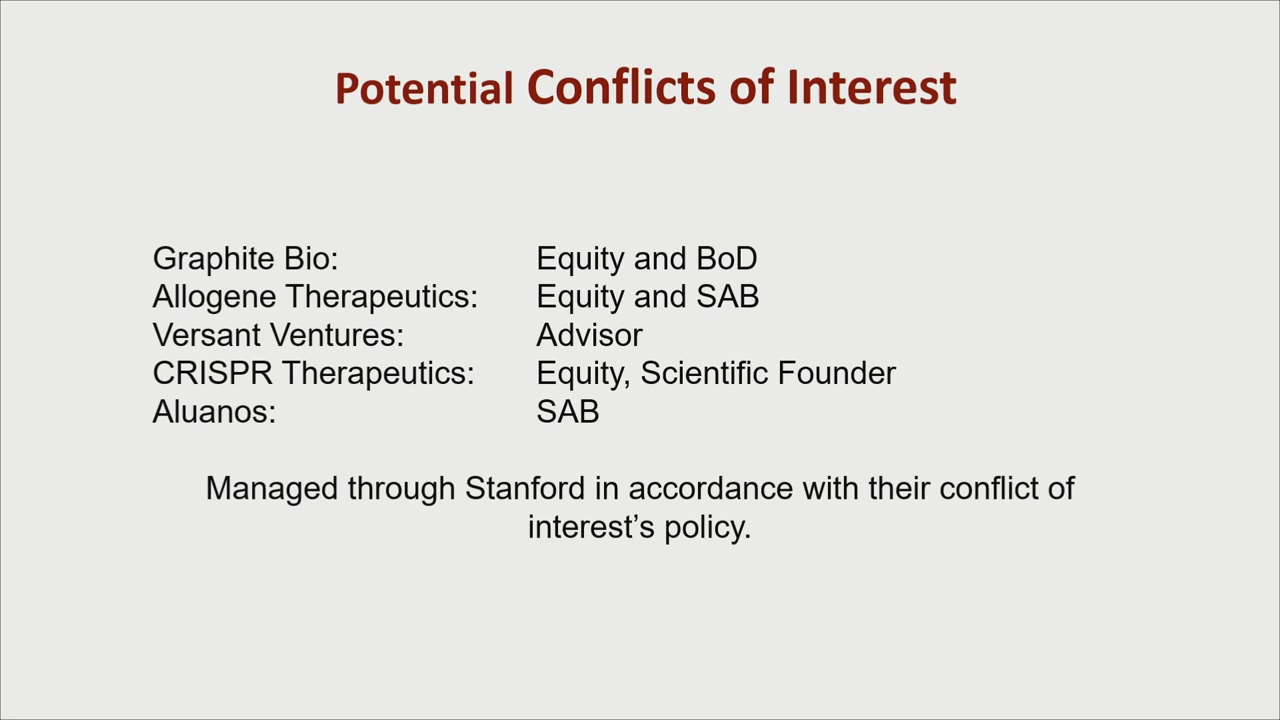 Potential Conflicts of Interest
Graphite Bio: Equity and BoD
Allogene Therapeutics: Equity and SAB
Versant Ventures: Advisor
CRISPR Therapeutics: Equity, Scientific Founder
Aluanos: SAB
Managed through Stanford in accordance with their conflict of
interest’s policy.